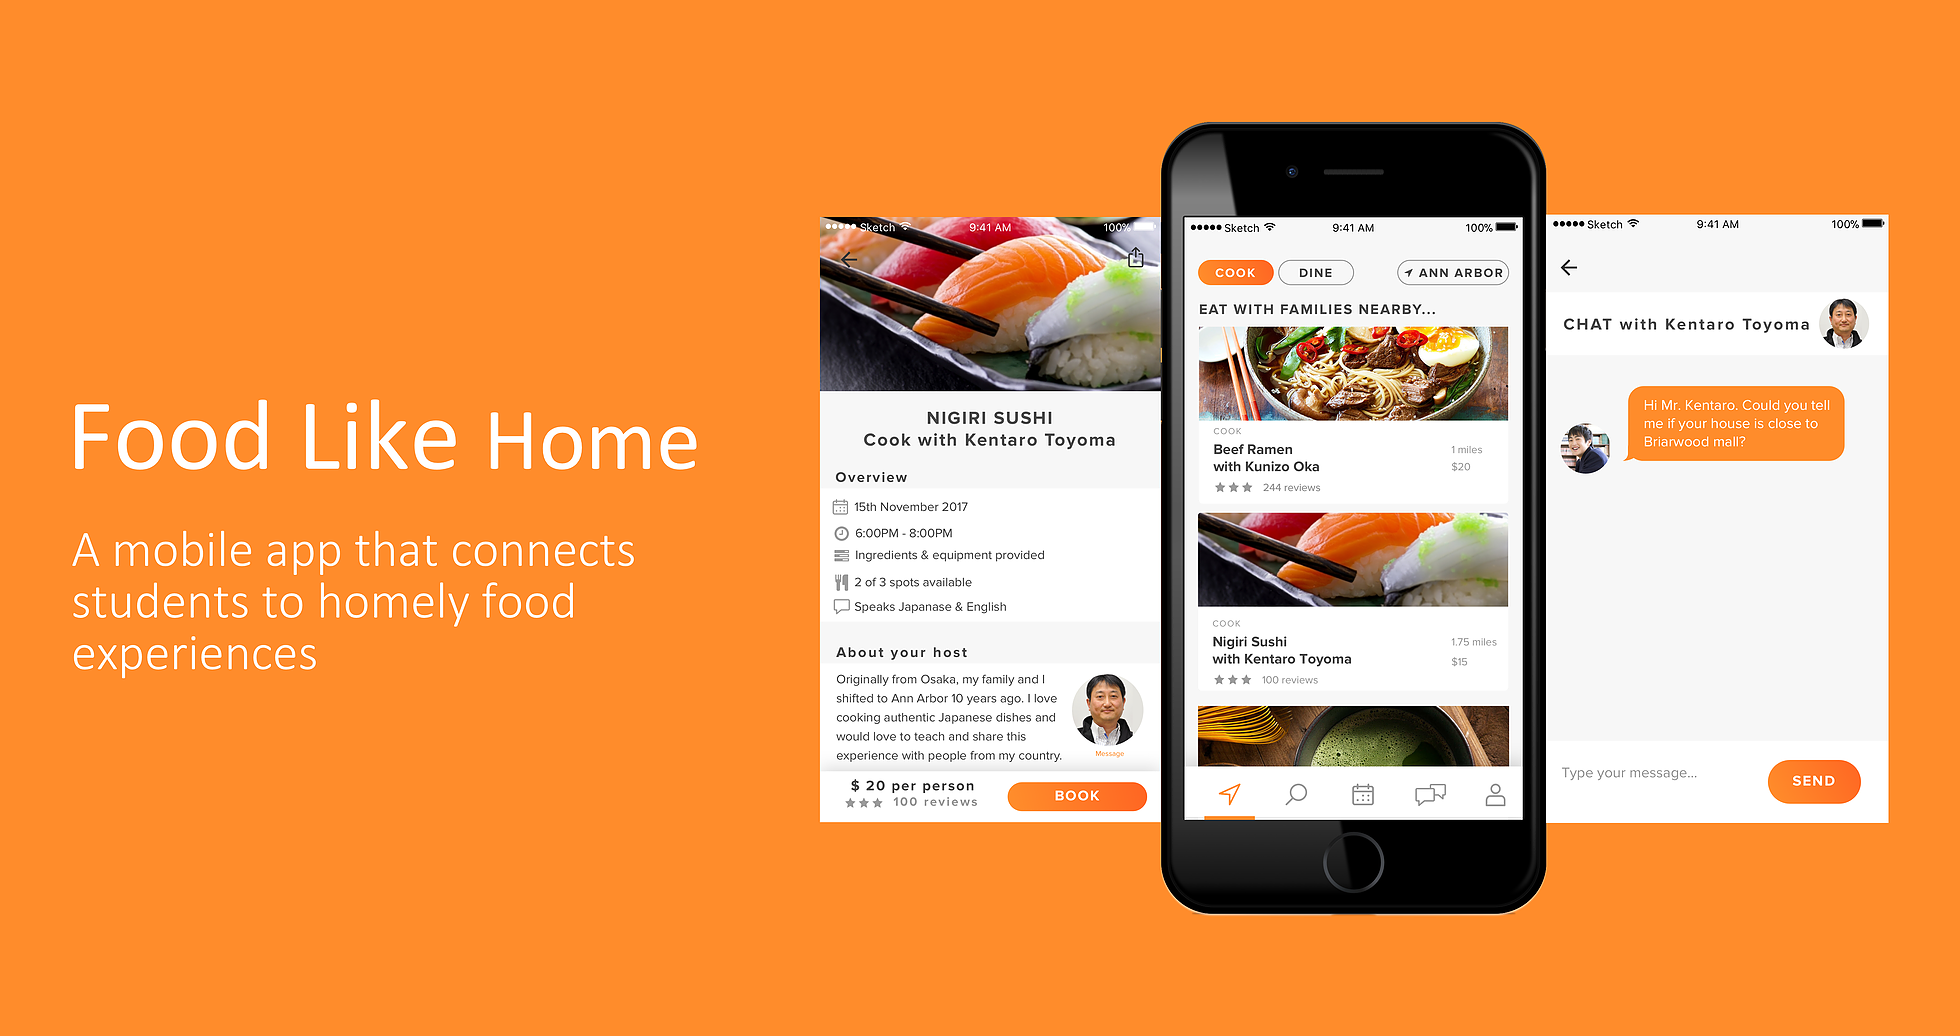 Food Like Home
A mobile app that connects
students to homely food
experiences
Sketch
9:41 AM
100%
NIGIRI SUSHI
Cook with Kentaro Toyoma
Overview
15th November 2017
6:00PM - 8:00PM
Ingredients & equipment provided
2 of 3 spots available
Speaks Japanase & English
About your host
Originally from Osaka, my family and I
shifted to Ann Arbor 10 years ago. I love
cooking authentic Japanese dishes and
would love to teach and share this
experience with people from my country.
Message
$ 20 per person
100 reviews
BOOK
Sketch
9:41 AM
100%
COOK
DINE
ANN ARBOR
EAT WITH FAMILIES NEARBY...
COOK
Beef Ramen
with Kunizo Oka
1 miles
$20
244 reviews
COOK
Nigiri Sushi
with Kentaro Toyoma
1.75 miles
$15
100 reviews
Sketch
9:41 AM
100%
CHAT with Kentaro Toyoma
Hi Mr. Kentaro. Could you tell
me if your house is close to
Briarwood mall?
Type your message...
SEND